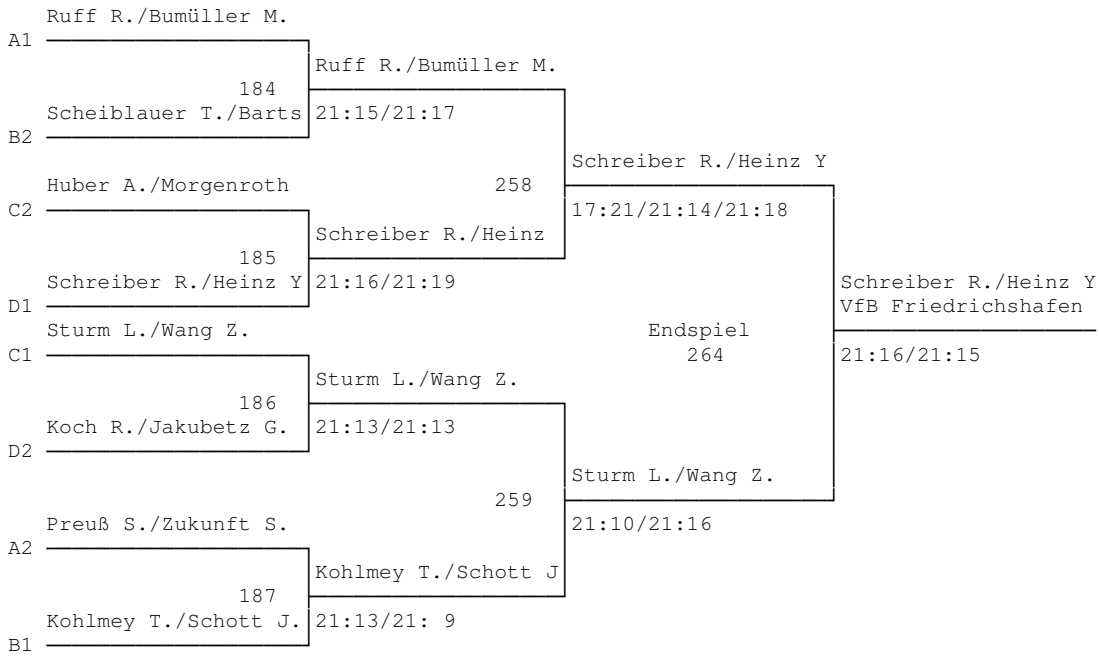 Ruff R./Bumüller M.
A1
Ruff R./Bumüller M.
184
Scheiblauer T./Barts 21:15/21:17
B2
Schreiber R./Heinz Y
Huber A./Morgenroth 258
C2 17:21/21:14/21:18
Schreiber R./Heinz
185
Schreiber R./Heinz Y 21:16/21:19 Schreiber R./Heinz Y
D1 VfB Friedrichshafen
Sturm L./Wang Z. Endspiel
C1 264 21:16/21:15
Sturm L./Wang Z.
186
Koch R./Jakubetz G. 21:13/21:13
D2
Sturm L./Wang Z.
259
Preuß S./Zukunft S. 21:10/21:16
A2
Kohlmey T./Schott J
187
Kohlmey T./Schott J. 21:13/21: 9
B1